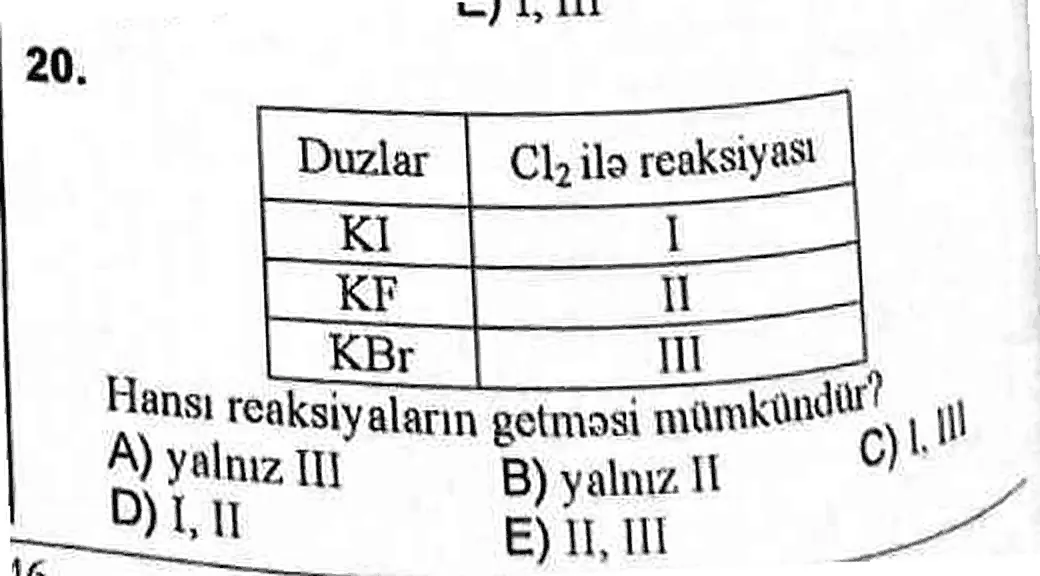 20.
Duzlar Cl₂ ilə reaksiyası
KI I
KF II
KBr III
Hansı reaksiyaların getməsi mümkündür?
A) yalnız III B) yalnız II C) I, III
D) I, II E) II, III
16